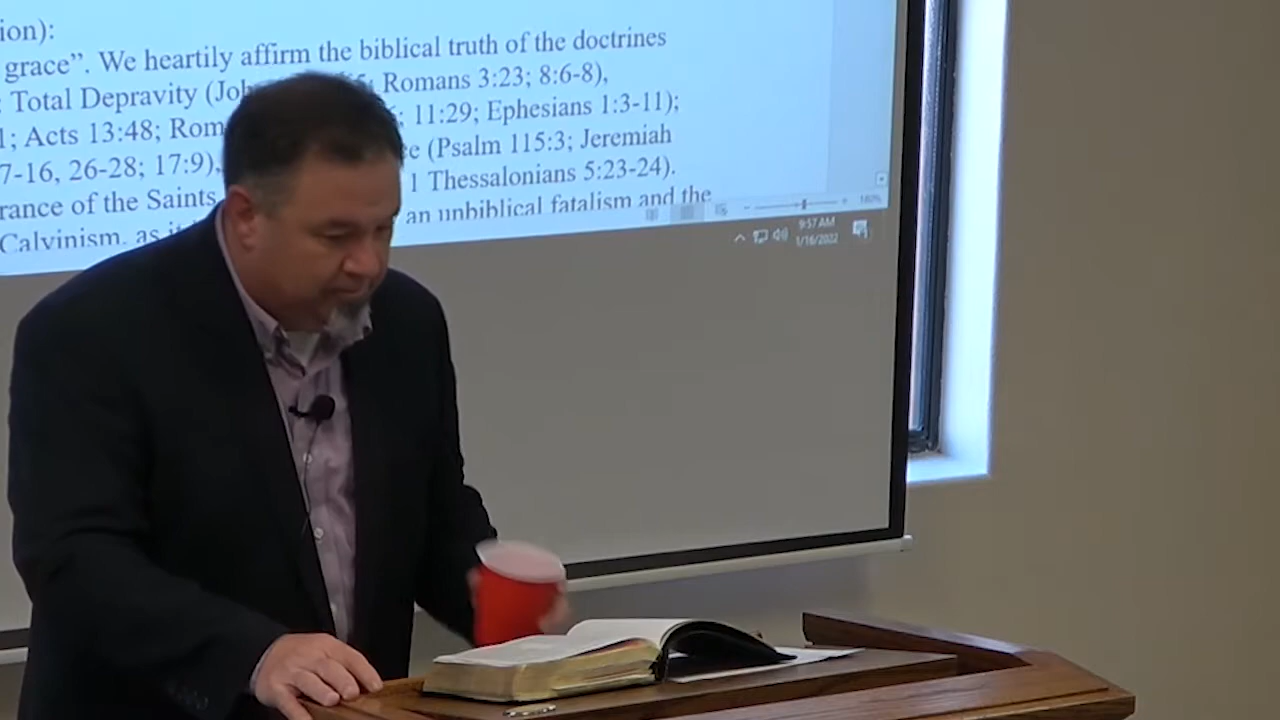 ion):
grace”. We heartily affirm the biblical truth of the doctrines
: Total Depravity (Joh 5; Romans 3:23; 8:6-8),
1; Acts 13:48; Rom ; 11:29; Ephesians 1:3-11);
7-16, 26-28; 17:9), e (Psalm 115:3; Jeremiah
rance of the Saints 1 Thessalonians 5:23-24).
Calvinism. as it an unbiblical fatalism and the
180%
9:57 AM
1/16/2022